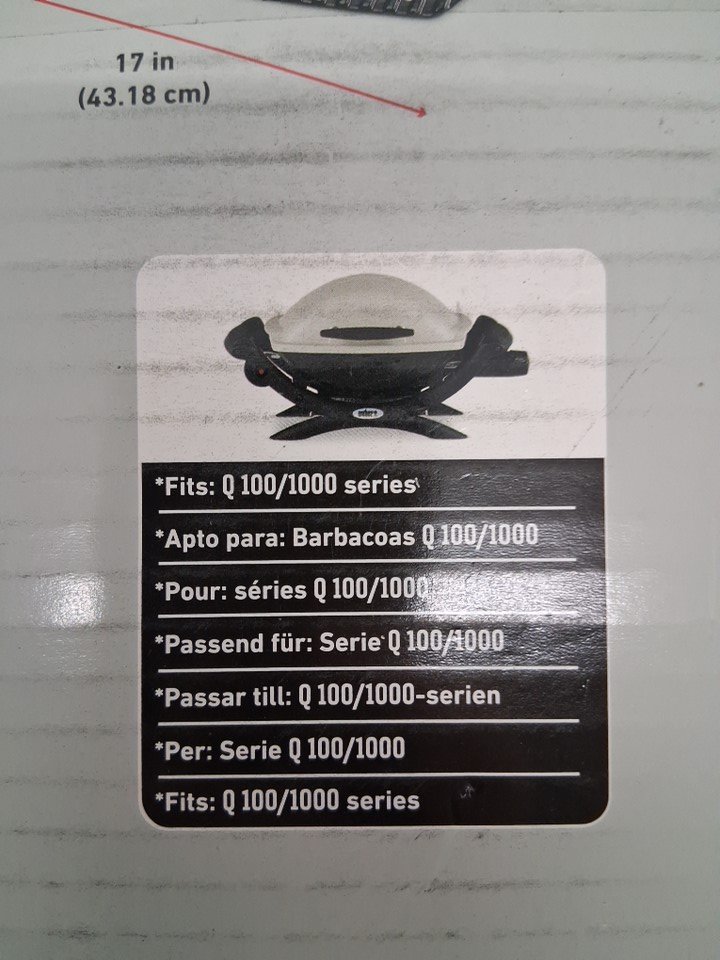 17 in
(43.18 cm)
weber
*Fits: Q 100/1000 series
*Apto para: Barbacoas Q 100/1000
*Pour: séries Q 100/1000
*Passend für: Serie Q 100/1000
*Passar till: Q 100/1000-serien
*Per: Serie Q 100/1000
*Fits: Q 100/1000 series